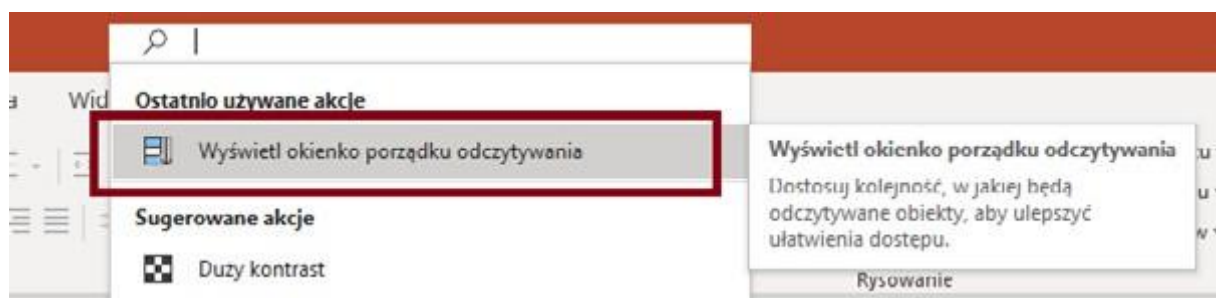 Wid
Ostatnio używane akcje
Wyświetl okienko porządku odczytywania
Wyświetl okienko porządku odczytywania
Dostosuj kolejność, w jakiej będą
odczytywane obiekty, aby ulepszyć
ułatwienia dostępu.
Sugerowane akcje
Duży kontrast
Rysowanie